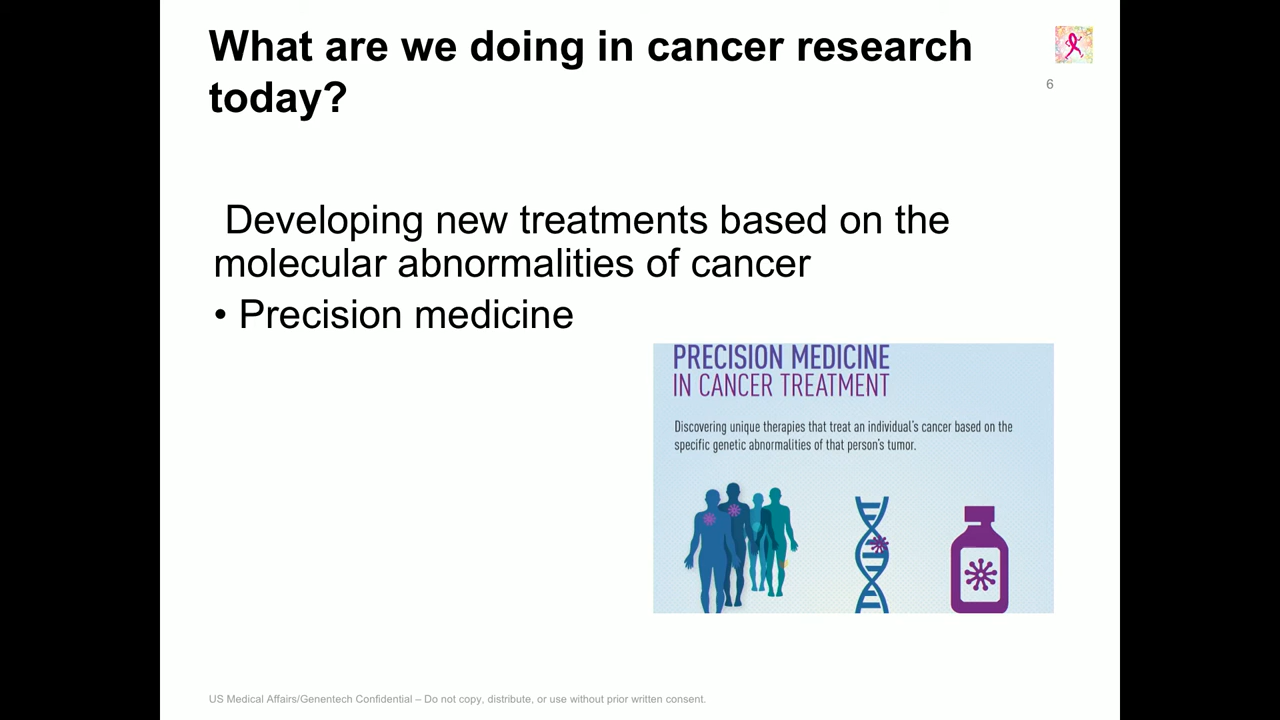 What are we doing in cancer research
today?
6
Developing new treatments based on the
molecular abnormalities of cancer
• Precision medicine
PRECISION MEDICINE
IN CANCER TREATMENT
Discovering unique therapies that treat an individual's cancer based on the
specific genetic abnormalities of that person's tumor.
US Medical Affairs/Genentech Confidential – Do not copy, distribute, or use without prior written consent.